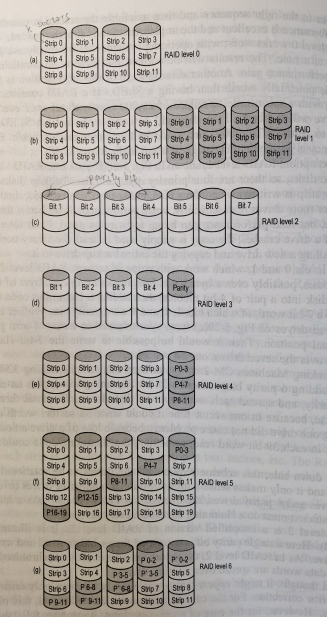 K sectors
Strip 0 Strip 1 Strip 2 Strip 3
(a) Strip 4 Strip 5 Strip 6 Strip 7 RAID level 0
Strip 8 Strip 9 Strip 10 Strip 11
Strip 0 Strip 1 Strip 2 Strip 3 Strip 0 Strip 1 Strip 2 Strip 3
(b) Strip 4 Strip 5 Strip 6 Strip 7 Strip 4 Strip 5 Strip 6 Strip 7 RAID level 1
Strip 8 Strip 9 Strip 10 Strip 11 Strip 8 Strip 9 Strip 10 Strip 11
parity bit
Bit 1 Bit 2 Bit 3 Bit 4 Bit 5 Bit 6 Bit 7
(c) RAID level 2
Bit 1 Bit 2 Bit 3 Bit 4 Parity
(d) RAID level 3
Strip 0 Strip 1 Strip 2 Strip 3 P0-3
(e) Strip 4 Strip 5 Strip 6 Strip 7 P4-7 RAID level 4
Strip 8 Strip 9 Strip 10 Strip 11 P8-11
Strip 0 Strip 1 Strip 2 Strip 3 P0-3
Strip 4 Strip 5 Strip 6 P4-7 Strip 7
(f) Strip 8 Strip 9 P8-11 Strip 10 Strip 11 RAID level 5
Strip 12 P12-15 Strip 13 Strip 14 Strip 15
P16-19 Strip 16 Strip 17 Strip 18 Strip 19
Strip 0 Strip 1 Strip 2 P 0-2 P' 0-2
(g) Strip 3 Strip 4 P 3-5 P' 3-5 Strip 5 RAID level 6
Strip 6 P 6-8 P' 6-8 Strip 7 Strip 8
P 9-11 P' 9-11 Strip 9 Strip 10 Strip 11